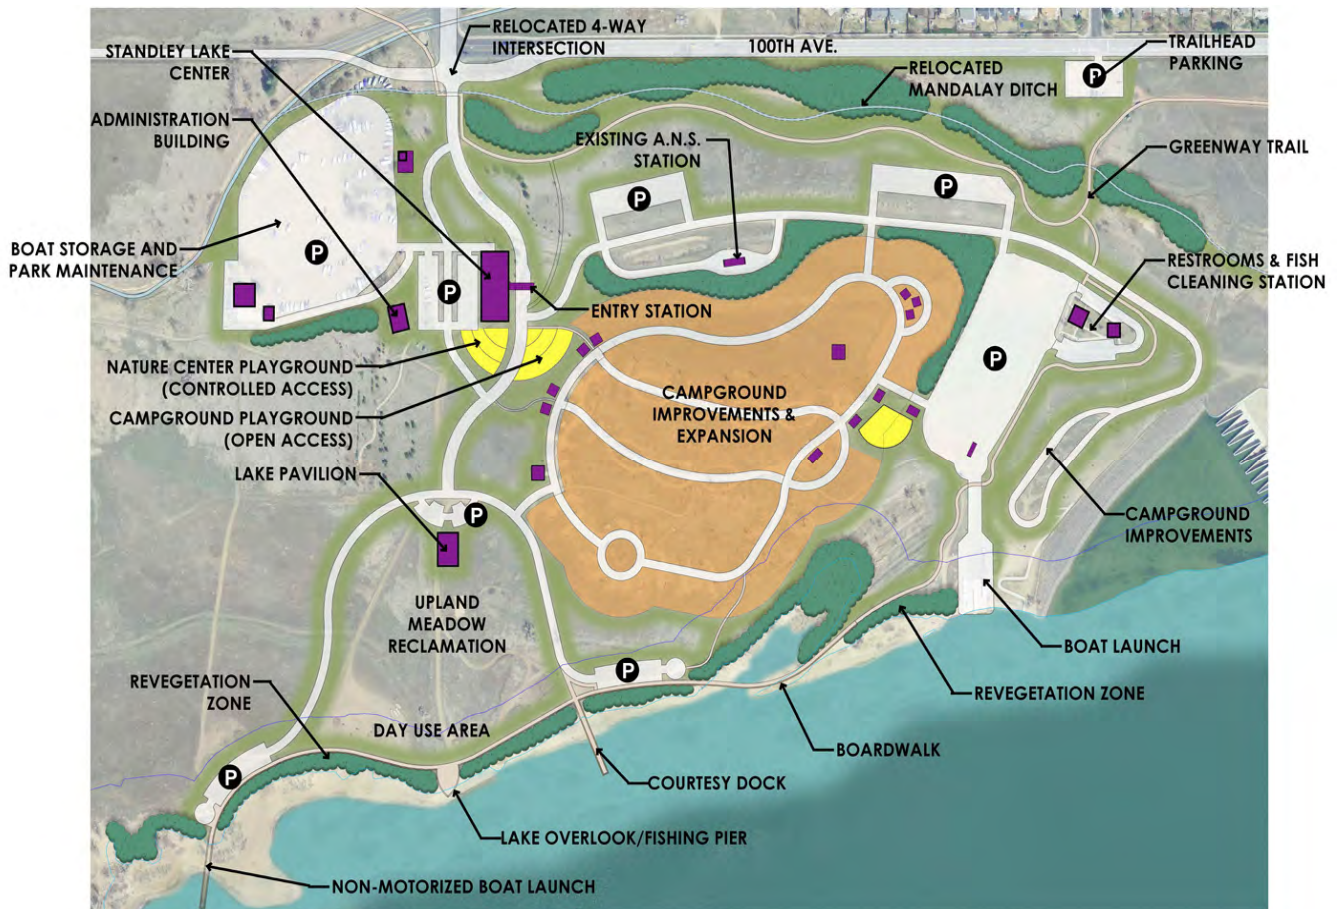 RELOCATED 4-WAY
INTERSECTION
100TH AVE.
TRAILHEAD
PARKING
P
STANDLEY LAKE
CENTER
RELOCATED
MANDALAY DITCH
ADMINISTRATION
BUILDING
EXISTING A.N.S.
STATION
GREENWAY TRAIL
P
P
BOAT STORAGE AND
PARK MAINTENANCE
P
RESTROOMS & FISH
CLEANING STATION
P
ENTRY STATION
NATURE CENTER PLAYGROUND
(CONTROLLED ACCESS)
P
CAMPGROUND PLAYGROUND
(OPEN ACCESS)
CAMPGROUND
IMPROVEMENTS &
EXPANSION
LAKE PAVILION
P
CAMPGROUND
IMPROVEMENTS
UPLAND
MEADOW
RECLAMATION
BOAT LAUNCH
P
REVEGETATION
ZONE
REVEGETATION ZONE
DAY USE AREA
BOARDWALK
P
COURTESY DOCK
LAKE OVERLOOK/FISHING PIER
NON-MOTORIZED BOAT LAUNCH